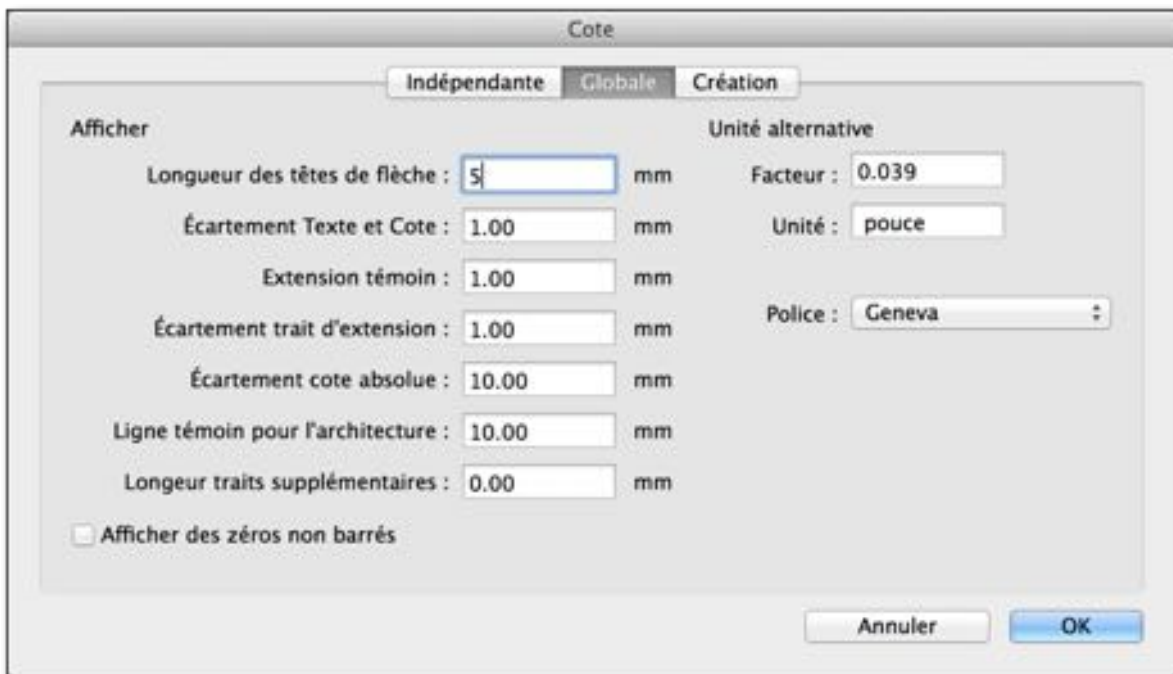 Cote
Indépendante Globale Création
Afficher
Longueur des têtes de flèche : 5 mm
Écartement Texte et Cote : 1.00 mm
Extension témoin : 1.00 mm
Écartement trait d'extension : 1.00 mm
Écartement cote absolue : 10.00 mm
Ligne témoin pour l'architecture : 10.00 mm
Longeur traits supplémentaires : 0.00 mm
Afficher des zéros non barrés
Unité alternative
Facteur : 0.039
Unité : pouce
Police : Geneva
Annuler OK